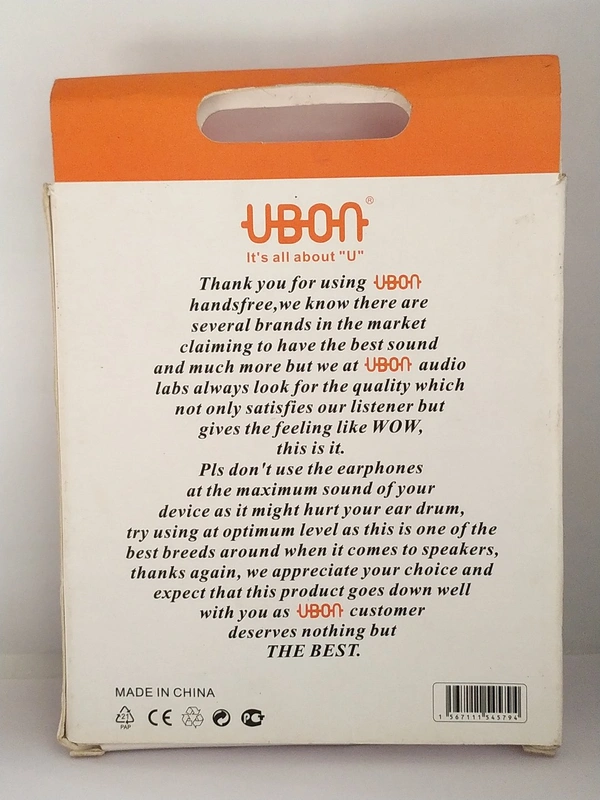 UBON®
It's all about "U"
Thank you for using UBON
handsfree,we know there are
several brands in the market
claiming to have the best sound
and much more but we at UBON audio
labs always look for the quality which
not only satisfies our listener but
gives the feeling like WOW,
this is it.
Pls don't use the earphones
at the maximum sound of your
device as it might hurt your ear drum,
try using at optimum level as this is one of the
best breeds around when it comes to speakers,
thanks again, we appreciate your choice and
expect that this product goes down well
with you as UBON customer
deserves nothing but
THE BEST.
MADE IN CHINA
21
PAP
CE
1 567111 545794